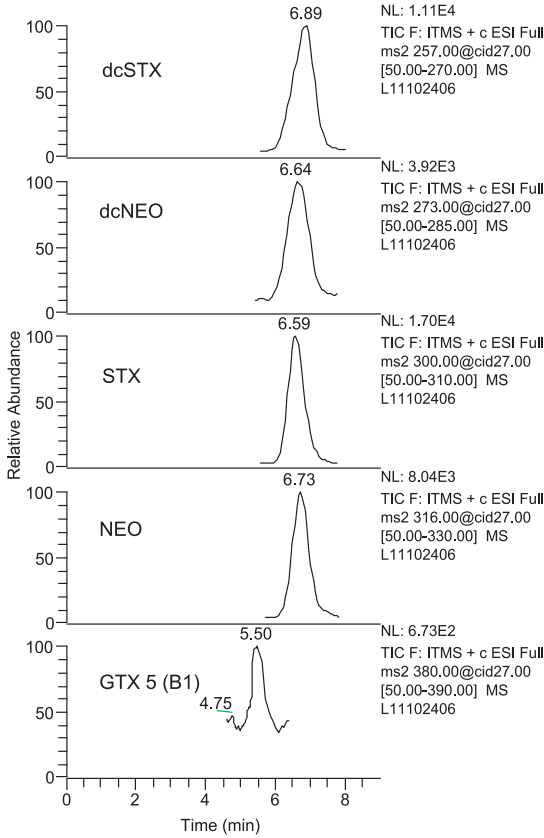 6.89
NL: 1.11E4
TIC F: ITMS + c ESI Full
ms2 257.00@cid27.00
[50.00-270.00] MS
L11102406
dcSTX
100
50
0
6.64
NL: 3.92E3
TIC F: ITMS + c ESI Full
ms2 273.00@cid27.00
[50.00-285.00] MS
L11102406
dcNEO
100
50
0
6.59
NL: 1.70E4
TIC F: ITMS + c ESI Full
ms2 300.00@cid27.00
[50.00-310.00] MS
L11102406
STX
100
50
0
Relative Abundance
6.73
NL: 8.04E3
TIC F: ITMS + c ESI Full
ms2 316.00@cid27.00
[50.00-330.00] MS
L11102406
NEO
100
50
0
5.50
NL: 6.73E2
TIC F: ITMS + c ESI Full
ms2 380.00@cid27.00
[50.00-390.00] MS
L11102406
GTX 5 (B1)
4.75
100
50
0
0 2 4 6 8
Time (min)